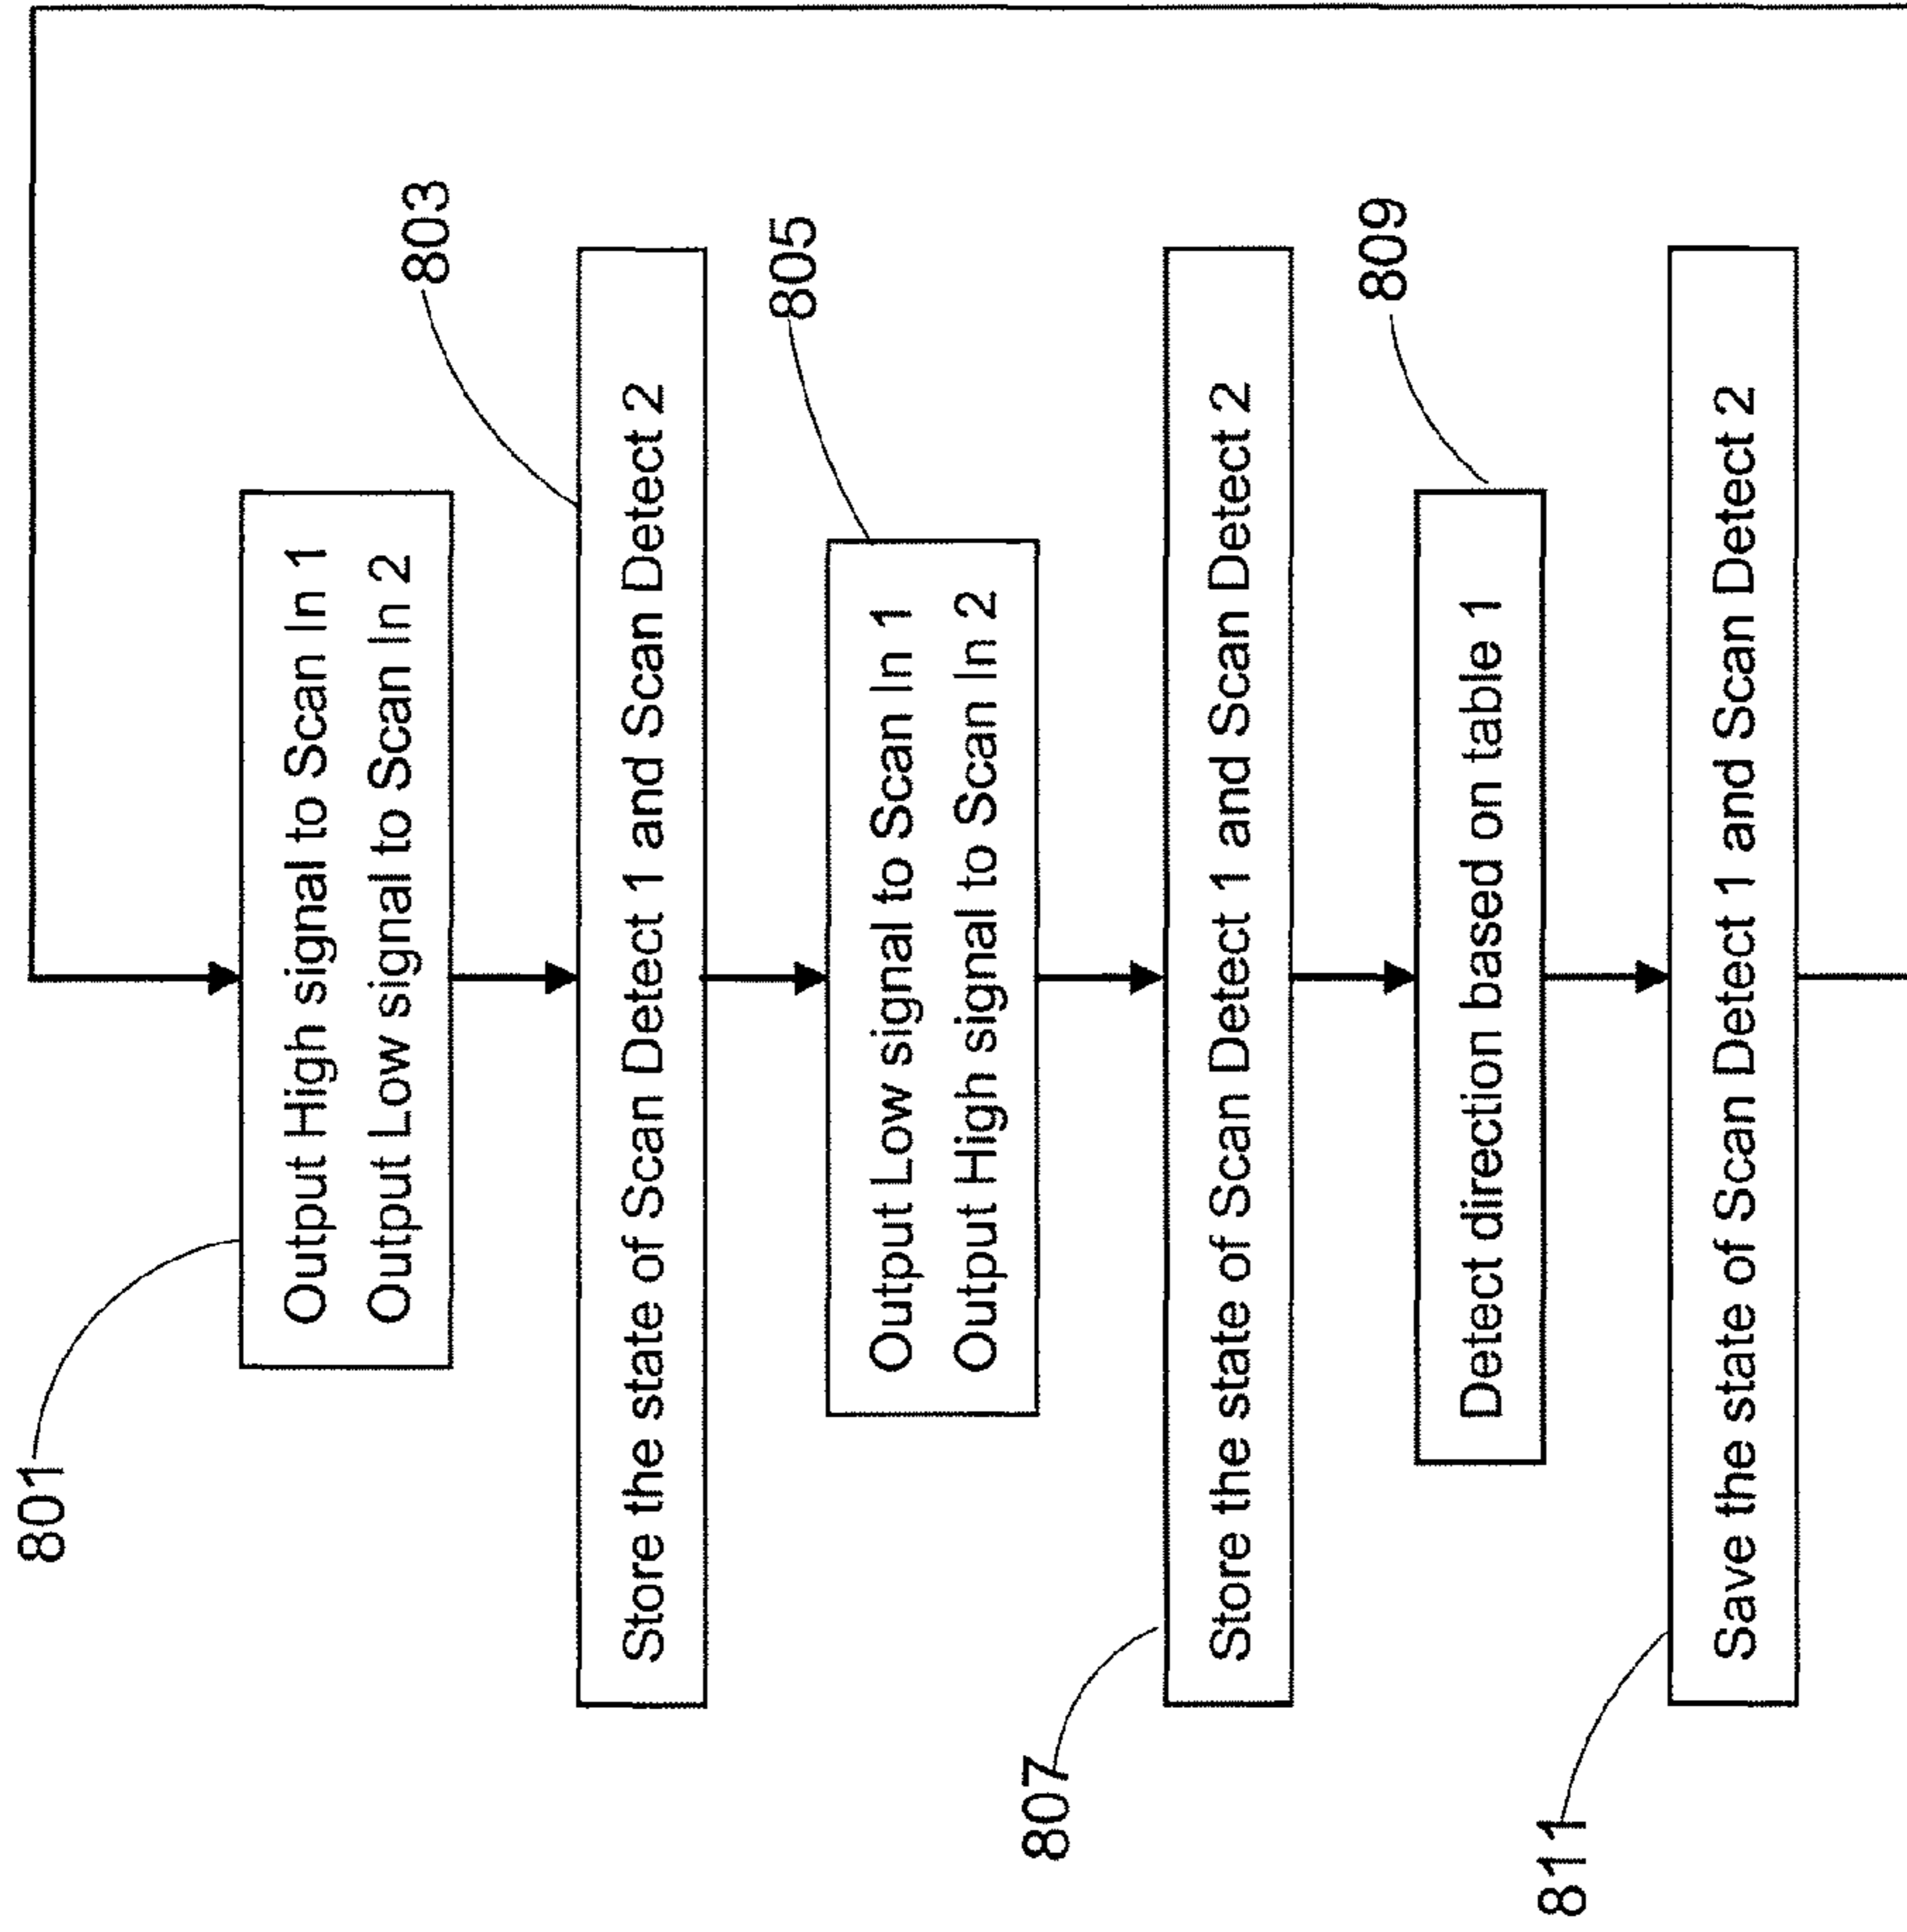 801
Output High signal to Scan In 1
Output Low signal to Scan In 2
803
Store the state of Scan Detect 1 and Scan Detect 2
805
Output Low signal to Scan In 1
Output High signal to Scan In 2
807
Store the state of Scan Detect 1 and Scan Detect 2
809
Detect direction based on table 1
811
Save the state of Scan Detect 1 and Scan Detect 2